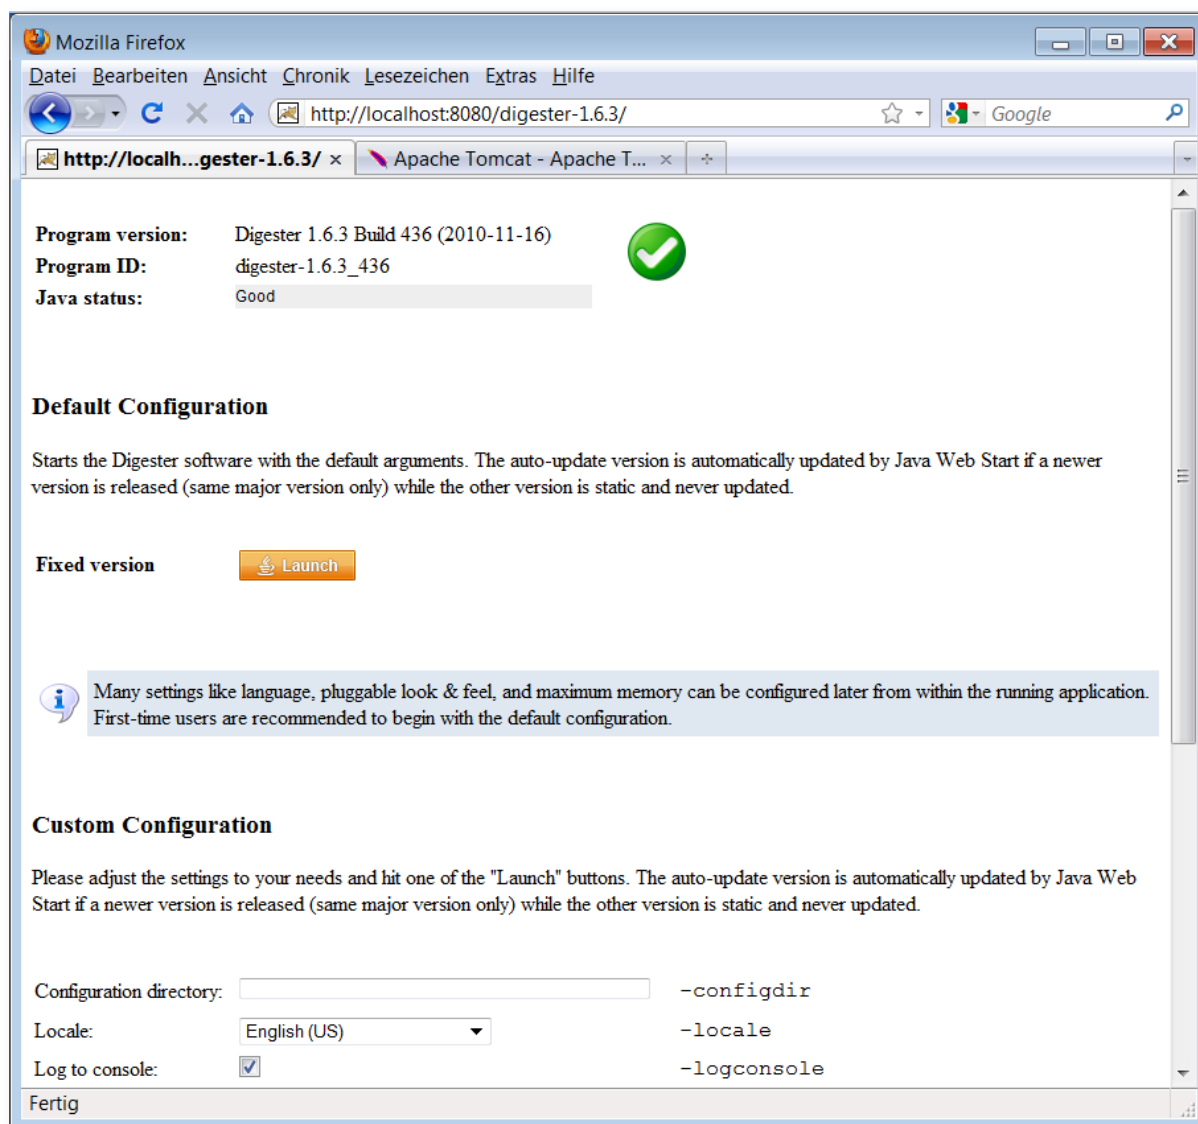 Mozilla Firefox
Datei Bearbeiten Ansicht Chronik Lesezeichen Extras Hilfe
http://localhost:8080/digester-1.6.3/ Google
http://localh...gester-1.6.3/ Apache Tomcat - Apache T...
Program version: Digester 1.6.3 Build 436 (2010-11-16)
Program ID: digester-1.6.3_436
Java status: Good
Default Configuration
Starts the Digester software with the default arguments. The auto-update version is automatically updated by Java Web Start if a newer
version is released (same major version only) while the other version is static and never updated.
Fixed version Launch
Many settings like language, pluggable look & feel, and maximum memory can be configured later from within the running application.
First-time users are recommended to begin with the default configuration.
Custom Configuration
Please adjust the settings to your needs and hit one of the "Launch" buttons. The auto-update version is automatically updated by Java Web
Start if a newer version is released (same major version only) while the other version is static and never updated.
Configuration directory: -configdir
Locale: English (US) -locale
Log to console: -logconsole
Fertig